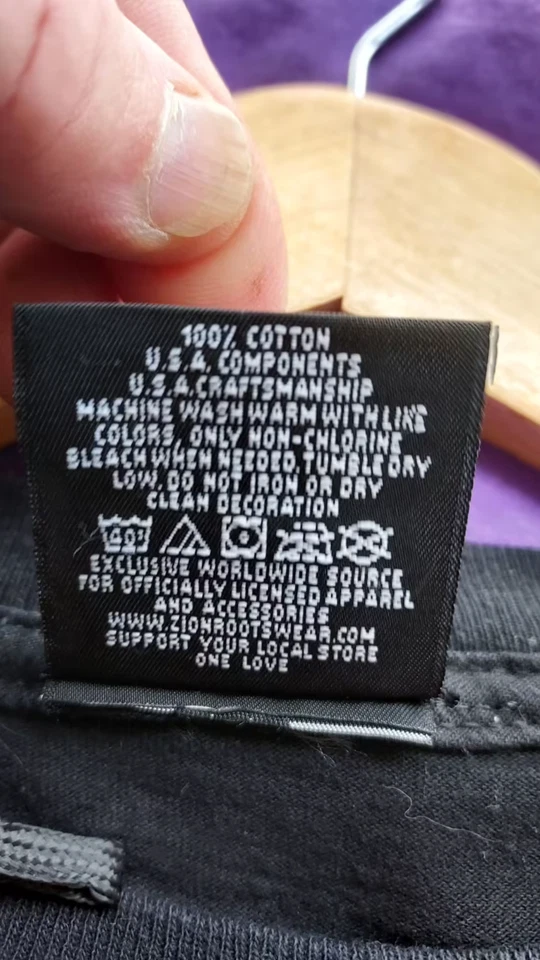 100% COTTON
U.S.A. COMPONENTS
U.S.A.CRAFTSMANSHIP
MACHINE WASH WARM WITH LIKE
COLORS, ONLY NON-CHLORINE
BLEACH WHEN NEEDED.TUMBLE DRY
LOW. DO NOT IRON OR DRY
CLEAN DECORATION
40°
EXCLUSIVE WORLDWIDE SOURCE
FOR OFFICIALLY LICENSED APPAREL
AND ACCESSORIES
WWW.ZIONROOTSWEAR.COM
SUPPORT YOUR LOCAL STORE
ONE LOVE